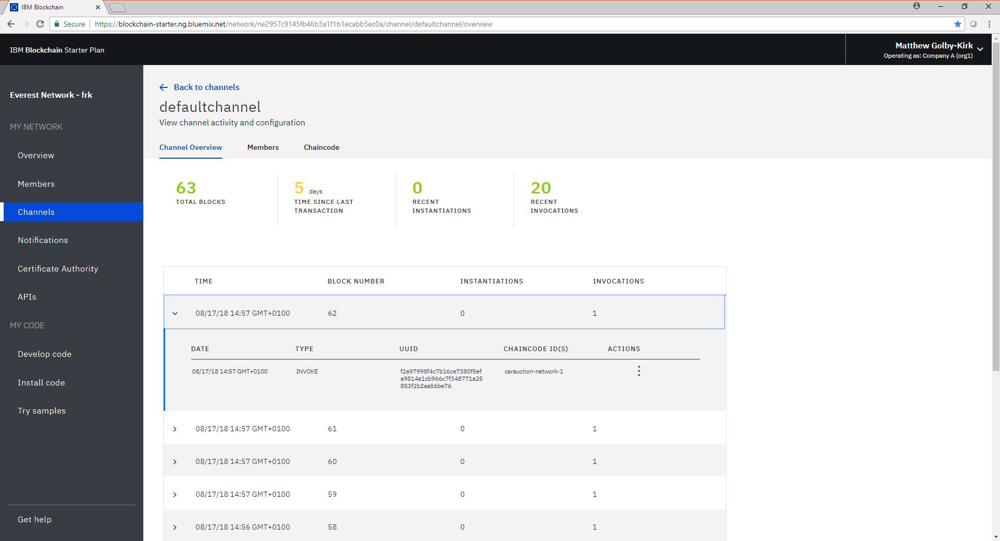 IBM Blockchain
Secure
https://blockchain-starter.ng.bluemix.net/network/ne2957c9145fb46b3a1f1b1ecabb5ec0a/channel/defaultchannel/overview
IBM Blockchain Starter Plan
Matthew Golby-Kirk
Operating as: Company A (org1)
Everest Network - frk
MY NETWORK
Overview
Members
Channels
Notifications
Certificate Authority
APIs
MY CODE
Develop code
Install code
Try samples
Get help
Back to channels
defaultchannel
View channel activity and configuration
Channel Overview Members Chaincode
63
TOTAL BLOCKS
5 days
TIME SINCE LAST
TRANSACTION
0
RECENT
INSTANTIATIONS
20
RECENT
INVOCATIONS
TIME BLOCK NUMBER INSTANTIATIONS INVOCATIONS
08/17/18 14:57 GMT+0100 62 0 1
DATE TYPE UUID CHAINCODE ID(S) ACTIONS
08/17/18 14:57 GMT+0100 INVOKE f2a97998f4c7b16ce7380f5ef carauction-network-1
a9814a1cb966c7f348771a25
853f2b2aa56be76
08/17/18 14:57 GMT+0100 61 0 1
08/17/18 14:57 GMT+0100 60 0 1
08/17/18 14:57 GMT+0100 59 0 1
08/17/18 14:56 GMT+0100 58 0 1